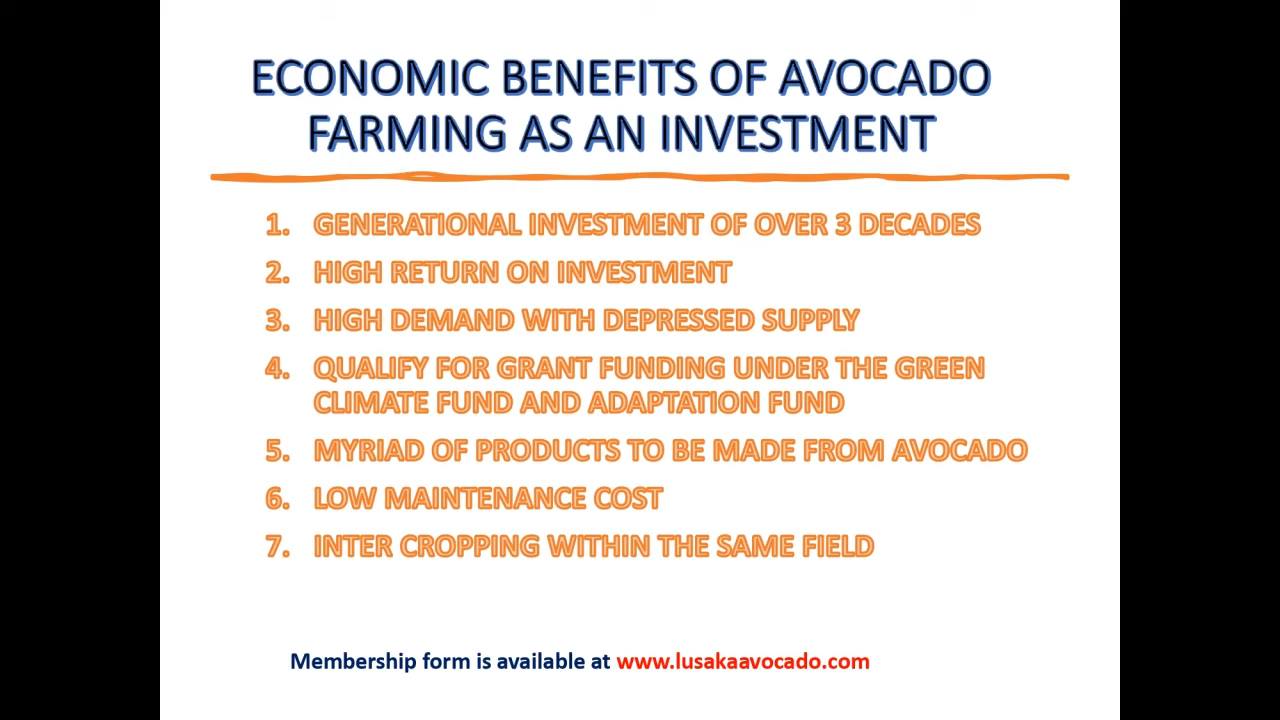 ECONOMIC BENEFITS OF AVOCADO
FARMING AS AN INVESTMENT
1. GENERATIONAL INVESTMENT OF OVER 3 DECADES
2. HIGH RETURN ON INVESTMENT
3. HIGH DEMAND WITH DEPRESSED SUPPLY
4. QUALIFY FOR GRANT FUNDING UNDER THE GREEN
CLIMATE FUND AND ADAPTATION FUND
5. MYRIAD OF PRODUCTS TO BE MADE FROM AVOCADO
6. LOW MAINTENANCE COST
7. INTER CROPPING WITHIN THE SAME FIELD
Membership form is available at www.lusakaavocado.com